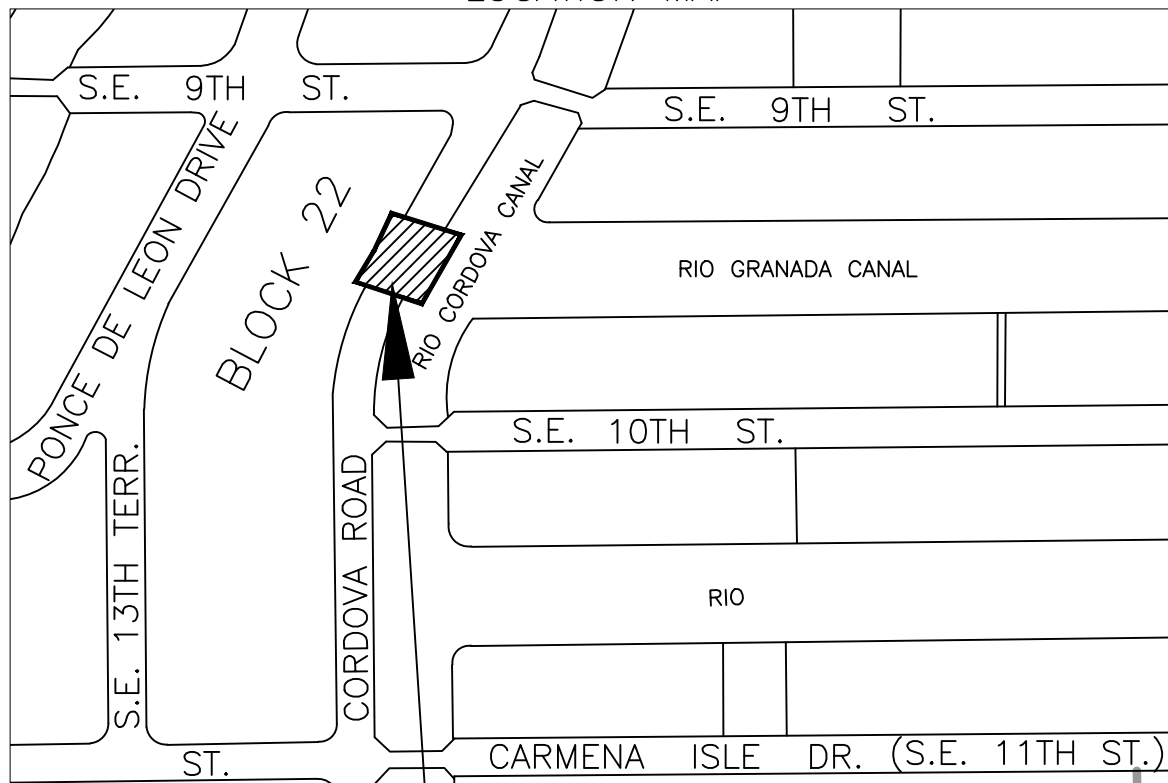 S.E. 9TH ST.
S.E. 9TH ST.
PONCE DE LEON DRIVE
BLOCK 22
RIO CORDOVA CANAL
RIO GRANADA CANAL
S.E. 10TH ST.
S.E. 13TH TERR.
CORDOVA ROAD
RIO
ST.
CARMENA ISLE DR. (S.E. 11TH ST.)